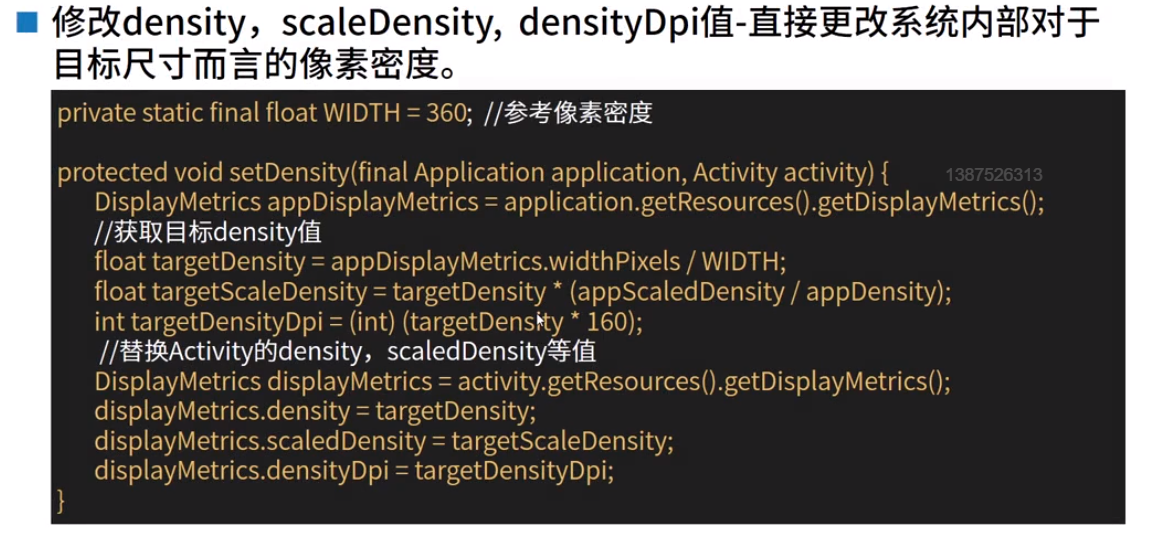 修改density，scaleDensity, densityDpi值-直接更改系统内部对于
目标尺寸而言的像素密度。
private static final float WIDTH = 360; //参考像素密度
protected void setDensity(final Application application, Activity activity) {
1387526313
DisplayMetrics appDisplayMetrics = application.getResources().getDisplayMetrics();
//获取目标density值
float targetDensity = appDisplayMetrics.widthPixels / WIDTH;
float targetScaleDensity = targetDensity * (appScaledDensity / appDensity);
int targetDensityDpi = (int) (targetDensity * 160);
//替换Activity的density，scaledDensity等值
DisplayMetrics displayMetrics = activity.getResources().getDisplayMetrics();
displayMetrics.density = targetDensity;
displayMetrics.scaledDensity = targetScaleDensity;
displayMetrics.densityDpi = targetDensityDpi;
}